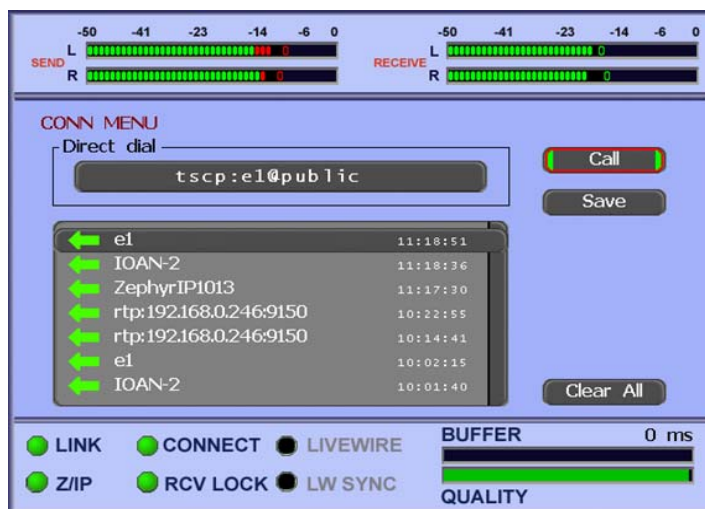 -50 -41 -23 -14 -6 0 -50 -41 -23 -14 -6 0
L L
SEND RECEIVE
R R
CONN MENU
Direct dial
tscp:e1@public Call
Save
e1 11:18:51
IOAN-2 11:18:36
ZephyrIP1013 11:17:30
rtp:192.168.0.246:9150 10:22:55
rtp:192.168.0.246:9150 10:14:41
e1 10:02:15
IOAN-2 10:01:40
Clear All
LINK CONNECT LIVEWIRE BUFFER 0 ms
Z/IP RCV LOCK LW SYNC
QUALITY